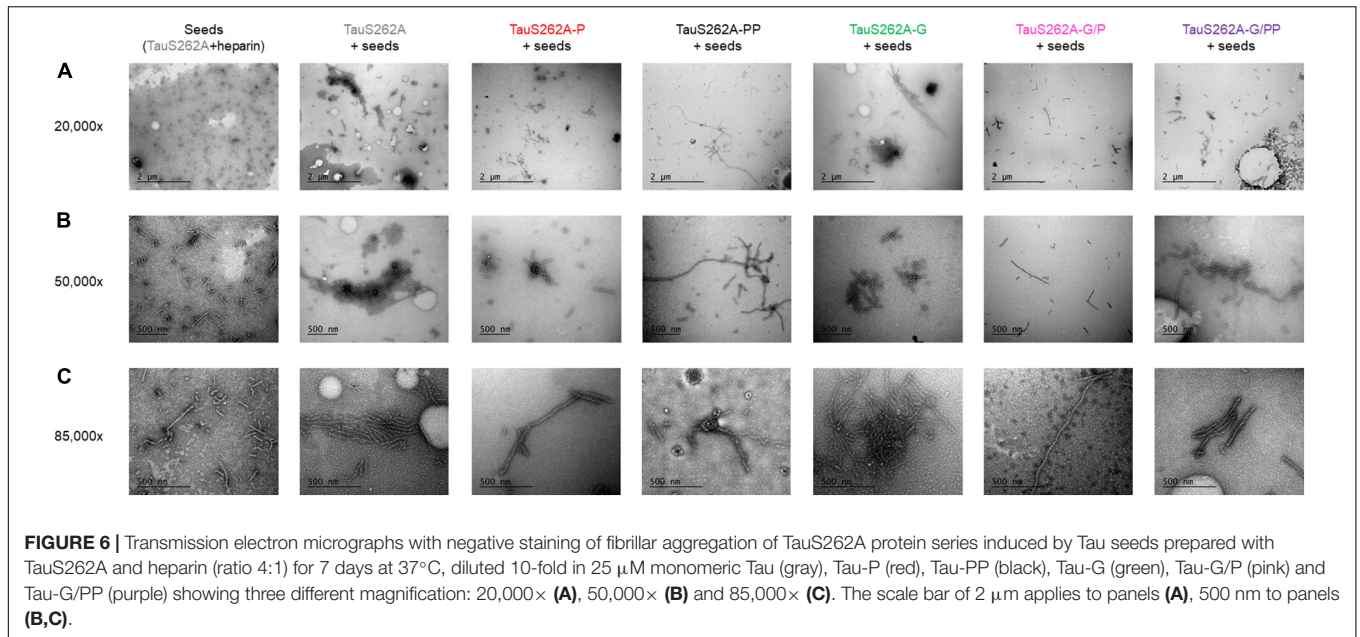 Seeds
(TauS262A+heparin)
TauS262A
+ seeds
TauS262A-P
+ seeds
TauS262A-PP
+ seeds
TauS262A-G
+ seeds
TauS262A-G/P
+ seeds
TauS262A-G/PP
+ seeds
A
20,000x
2 µm
2 µm
2 µm
2 µm
2 µm
2 µm
2 µm
B
50,000x
500 nm
500 nm
500 nm
500 nm
500 nm
500 nm
500 nm
C
85,000x
500 nm
500 nm
500 nm
500 nm
500 nm
500 nm
500 nm
FIGURE 6 | Transmission electron micrographs with negative staining of fibrillar aggregation of TauS262A protein series induced by Tau seeds prepared with
TauS262A and heparin (ratio 4:1) for 7 days at 37°C, diluted 10-fold in 25 µM monomeric Tau (gray), Tau-P (red), Tau-PP (black), Tau-G (green), Tau-G/P (pink) and
Tau-G/PP (purple) showing three different magnification: 20,000× (A), 50,000× (B) and 85,000× (C). The scale bar of 2 µm applies to panels (A), 500 nm to panels
(B,C).